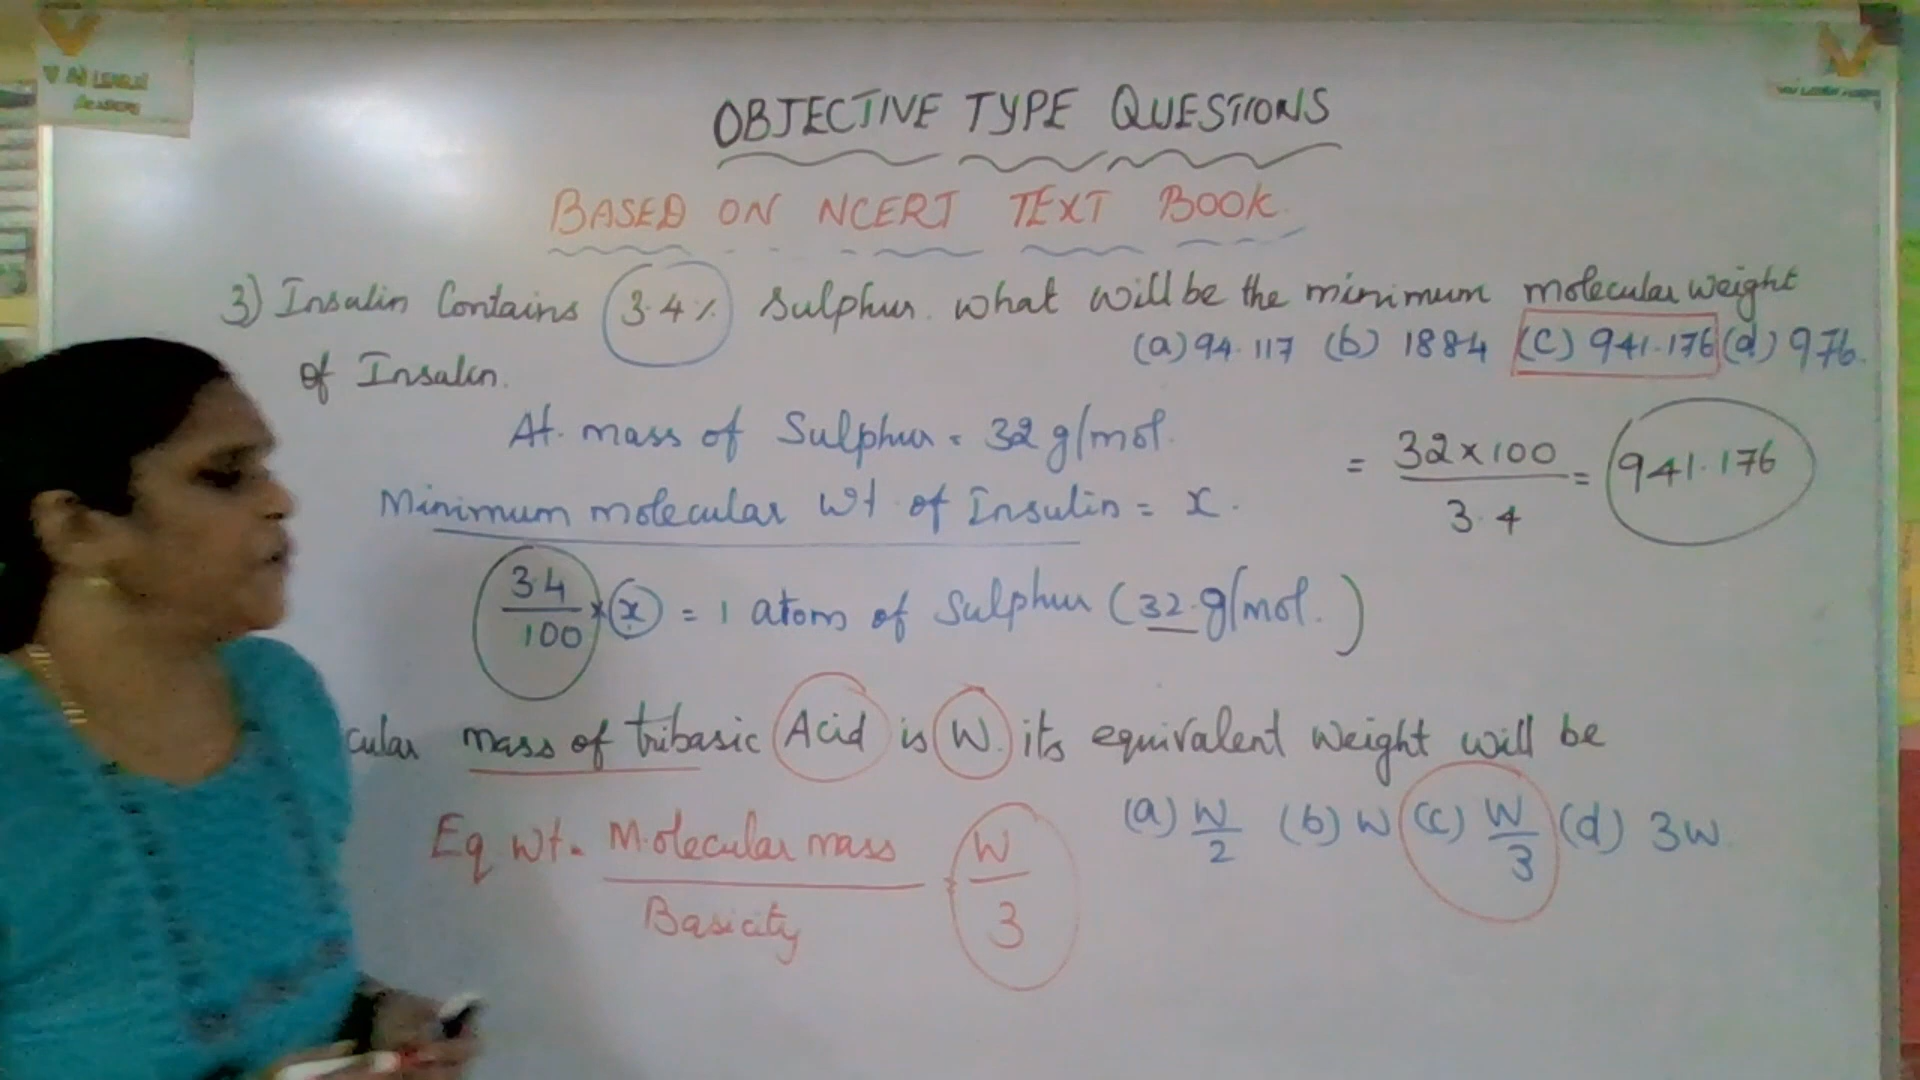 OBJECTIVE TYPE QUESTIONS
BASED ON NCERT TEXT BOOK
3) Insulin Contains 3.4% Sulphur. what will be the minimum molecular weight
of Insulin. (a) 94.117 (b) 1884 (c) 941.176 (d) 976.
At. mass of Sulphur = 32 g/mol.
= 32 x 100 / 3.4 = 941.176
Minimum molecular Wt of Insulin = x.
3.4/100 × x = 1 atom of Sulphur (32 g/mol.)
cular mass of tribasic Acid is W. its equivalent weight will be
(a) W/2 (b) W (c) W/3 (d) 3W
Eq wt. = Molecular mass / Basicity = W/3